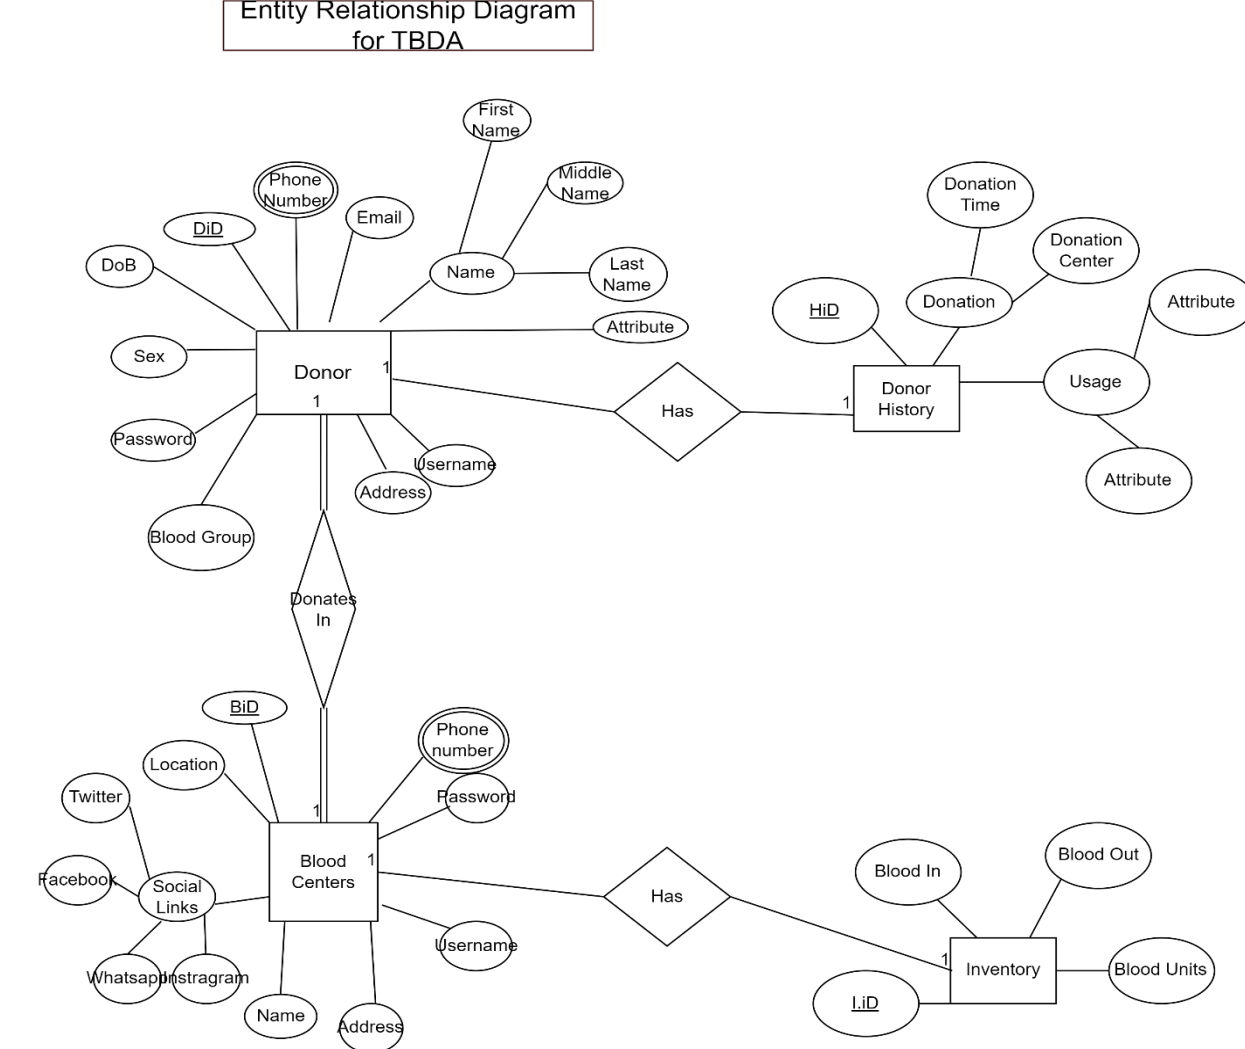 Entity Relationship Diagram
for TBDA
First
Name
Middle
Name
Phone
Number
Email
DiD
DoB
Name
Last
Name
Attribute
Sex
Donor
1
1
Password
Username
Address
Blood Group
Has
1
Donation
Time
Donation
Center
HiD
Donation
Attribute
Usage
Donor
History
Attribute
Donates
In
BiD
Phone
number
Location
Twitter
Password
1
1
Blood
Centers
Facebook
Social
Links
Whatsapp
Instragram
Username
Name
Address
Has
1
Blood In
Blood Out
Inventory
Blood Units
I.iD